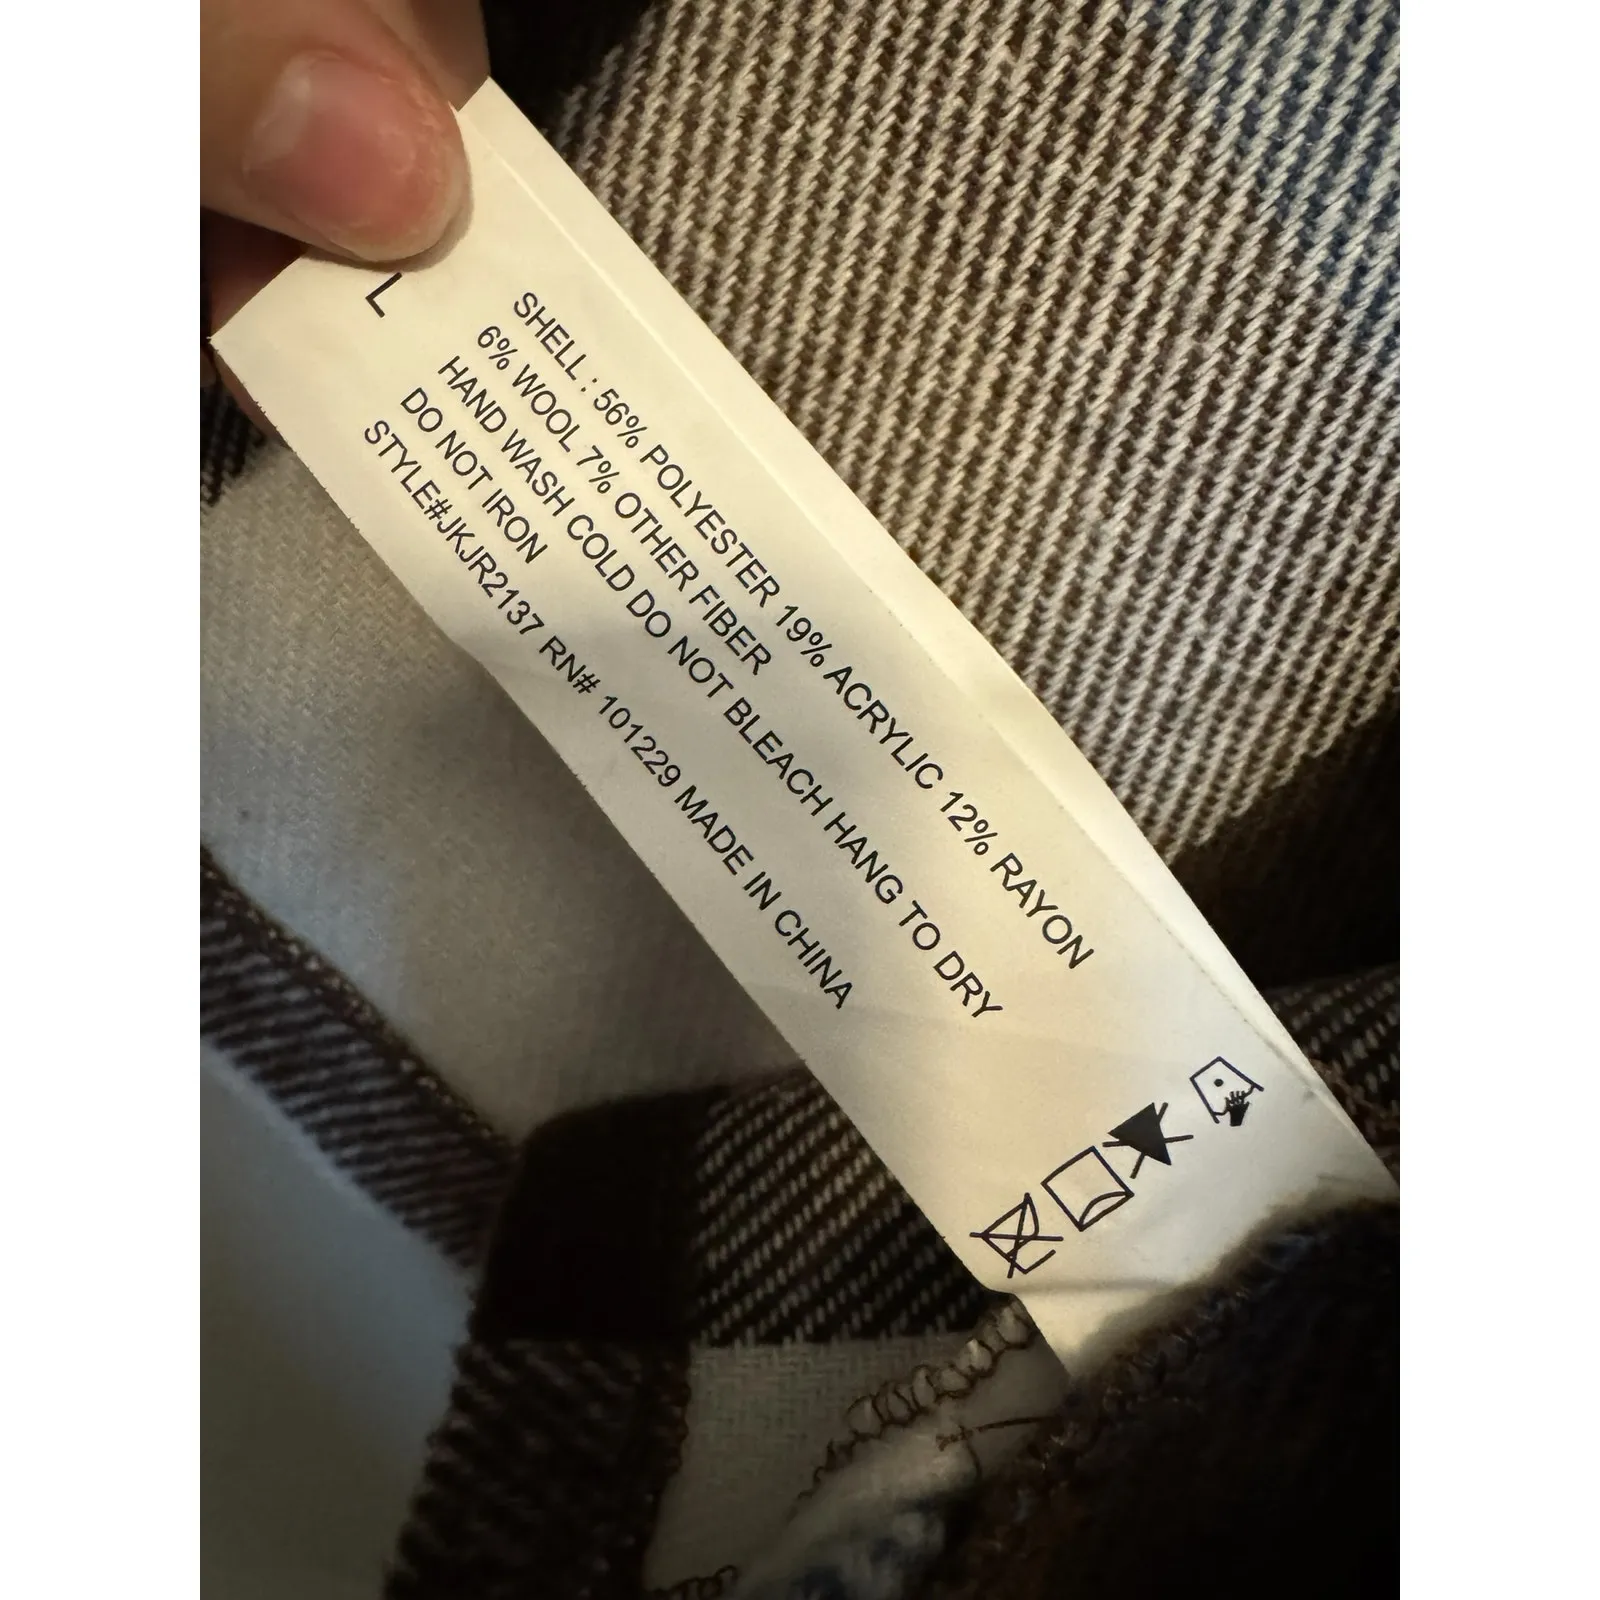 L
SHELL : 56% POLYESTER 19% ACRYLIC 12% RAYON
6% WOOL 7% OTHER FIBER
HAND WASH COLD DO NOT BLEACH HANG TO DRY
DO NOT IRON
STYLE#JKJR2137 RN# 101229 MADE IN CHINA